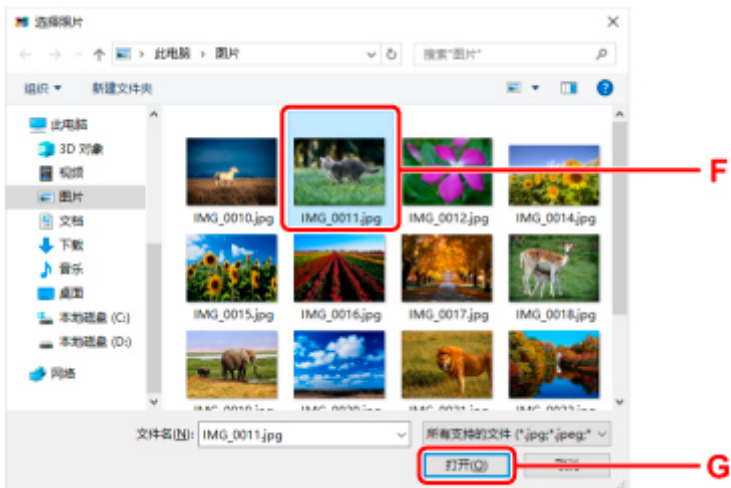 选择照片
此电脑 › 图片
搜索"图片"
组织
新建文件夹
此电脑
3D 对象
视频
图片
文档
下载
音乐
桌面
本地磁盘 (C:)
本地磁盘 (D:)
网络
IMG_0010.jpg
IMG_0011.jpg
IMG_0012.jpg
IMG_0014.jpg
F
IMG_0015.jpg
IMG_0016.jpg
IMG_0017.jpg
IMG_0018.jpg
文件名(N):
IMG_0011.jpg
所有支持的文件 (*.jpg;*.jpeg;*
打开(O)
G